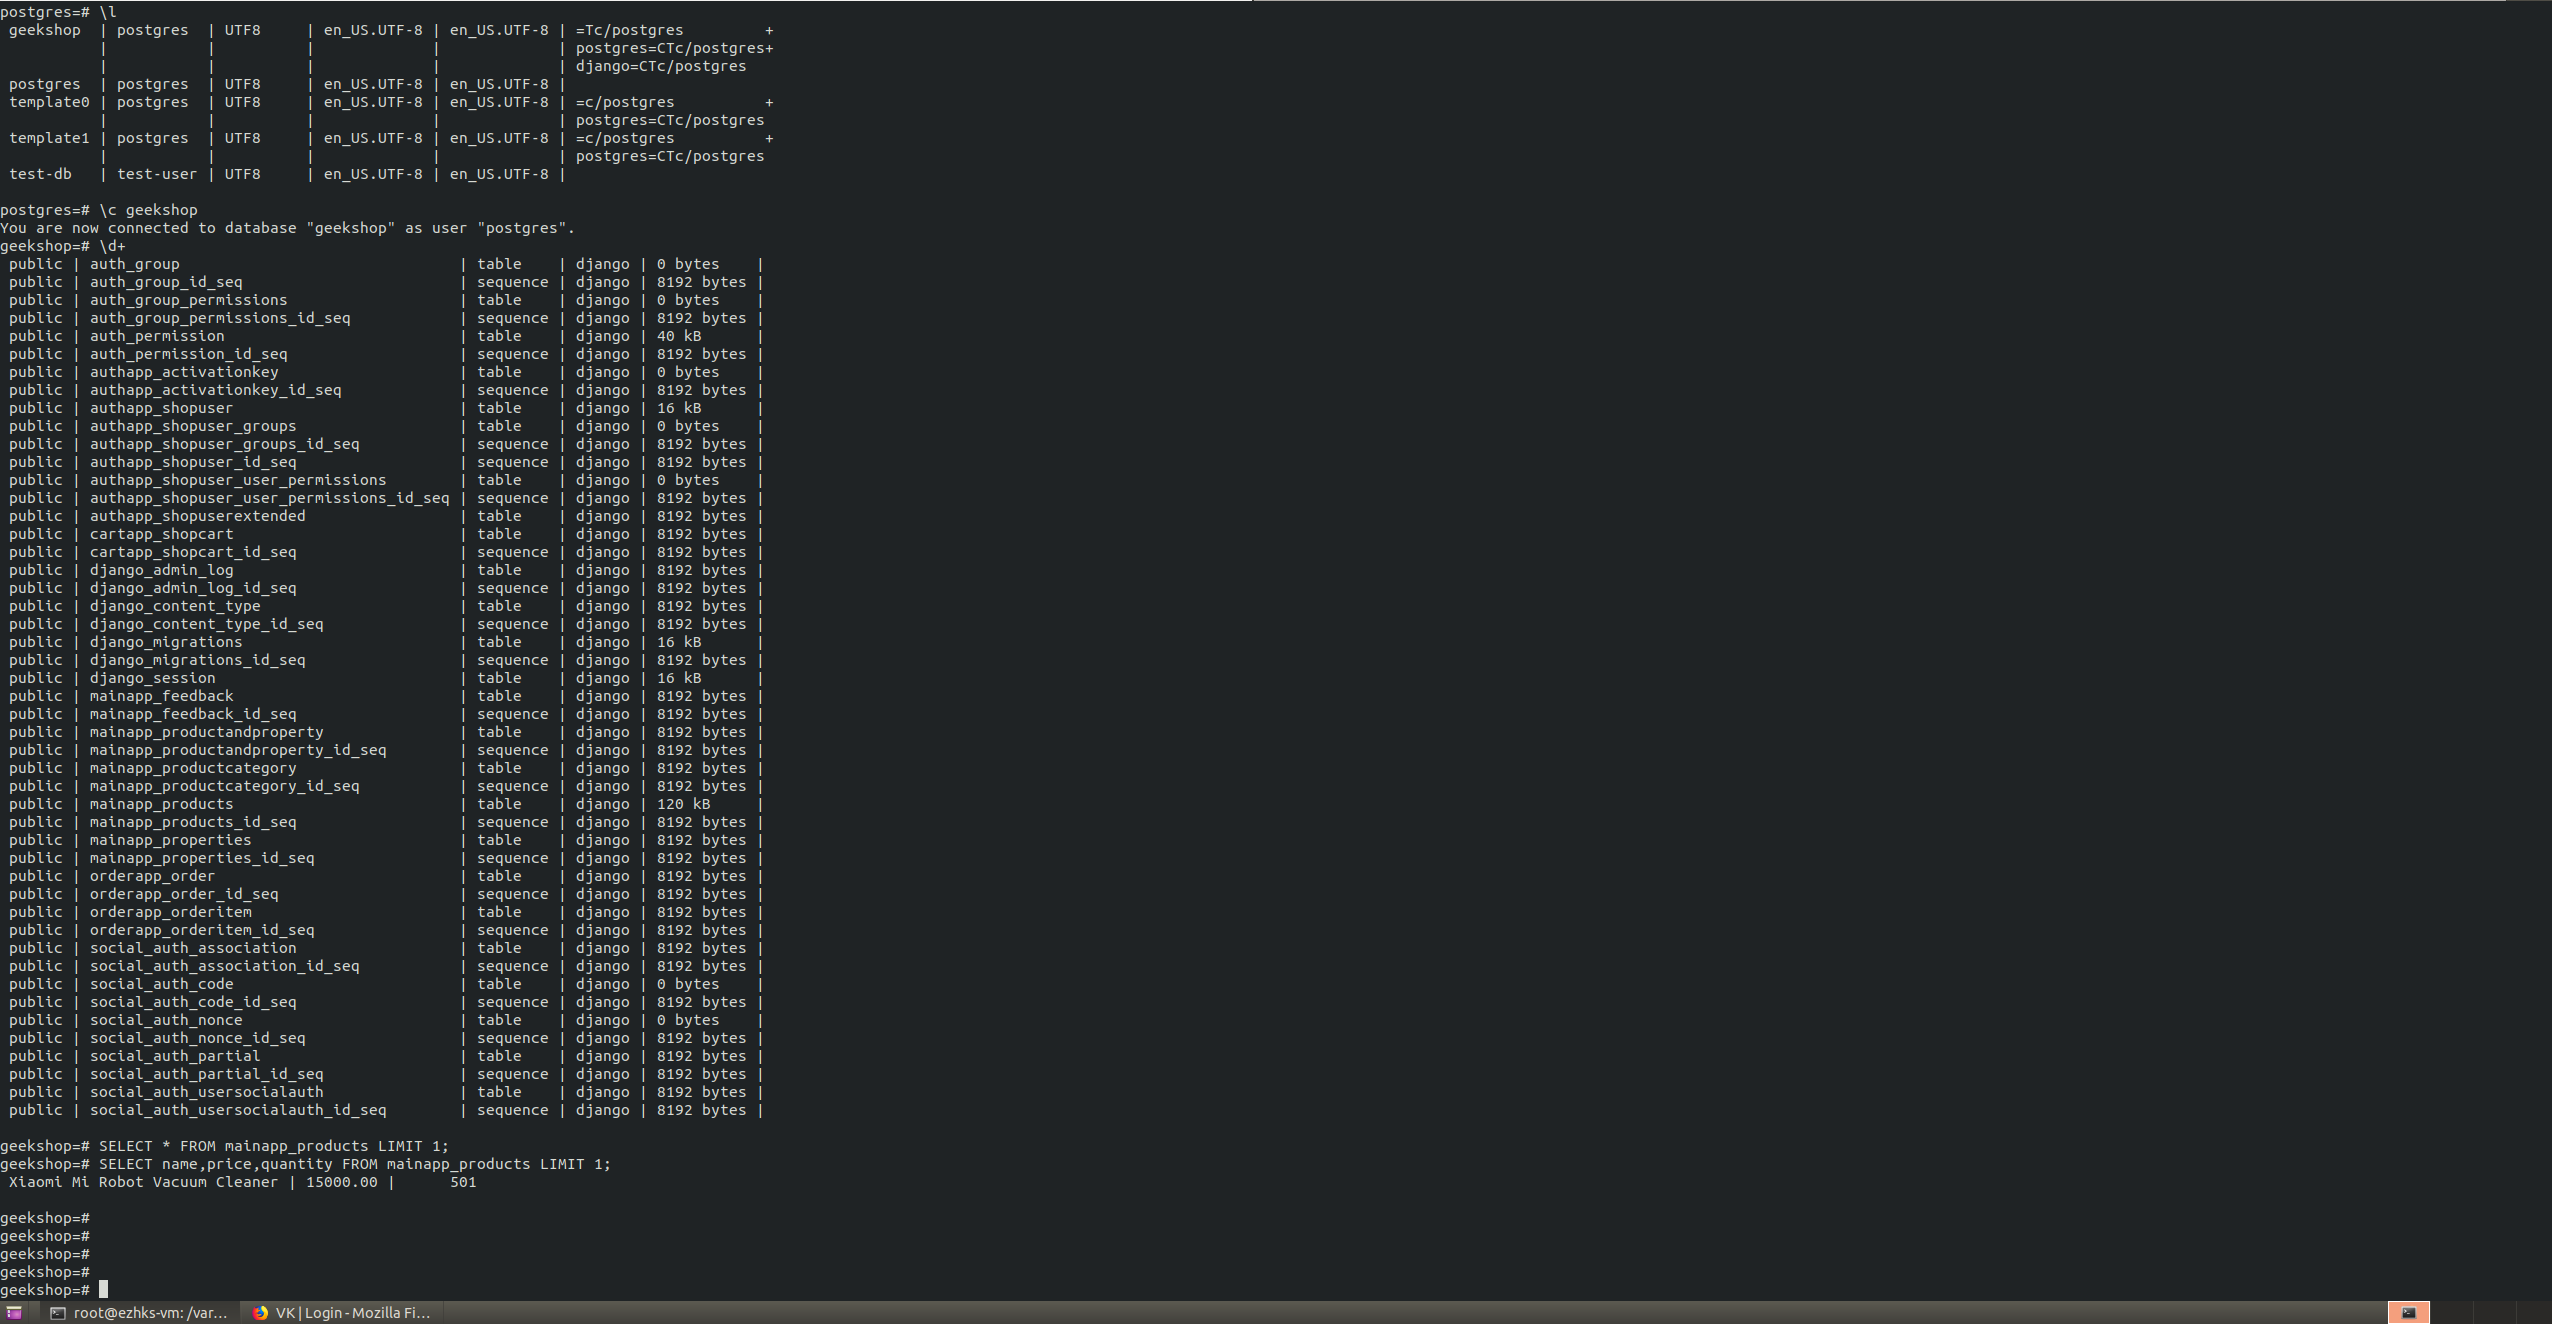 postgres=# \l
 geekshop  | postgres  | UTF8     | en_US.UTF-8 | en_US.UTF-8 | =Tc/postgres         +
           |           |          |             |             | postgres=CTc/postgres+
           |           |          |             |             | django=CTc/postgres
 postgres  | postgres  | UTF8     | en_US.UTF-8 | en_US.UTF-8 |
 template0 | postgres  | UTF8     | en_US.UTF-8 | en_US.UTF-8 | =c/postgres          +
           |           |          |             |             | postgres=CTc/postgres
 template1 | postgres  | UTF8     | en_US.UTF-8 | en_US.UTF-8 | =c/postgres          +
           |           |          |             |             | postgres=CTc/postgres
 test-db   | test-user | UTF8     | en_US.UTF-8 | en_US.UTF-8 |
postgres=# \c geekshop
You are now connected to database "geekshop" as user "postgres".
geekshop=# \d+
 public | auth_group                               | table    | django | 0 bytes    |
 public | auth_group_id_seq                        | sequence | django | 8192 bytes |
 public | auth_group_permissions                   | table    | django | 0 bytes    |
 public | auth_group_permissions_id_seq            | sequence | django | 8192 bytes |
 public | auth_permission                          | table    | django | 40 kB      |
 public | auth_permission_id_seq                   | sequence | django | 8192 bytes |
 public | authapp_activationkey                    | table    | django | 0 bytes    |
 public | authapp_activationkey_id_seq             | sequence | django | 8192 bytes |
 public | authapp_shopuser                         | table    | django | 16 kB      |
 public | authapp_shopuser_groups                  | table    | django | 0 bytes    |
 public | authapp_shopuser_groups_id_seq           | sequence | django | 8192 bytes |
 public | authapp_shopuser_id_seq                  | sequence | django | 8192 bytes |
 public | authapp_shopuser_user_permissions        | table    | django | 0 bytes    |
 public | authapp_shopuser_user_permissions_id_seq | sequence | django | 8192 bytes |
 public | authapp_shopuserextended                 | table    | django | 8192 bytes |
 public | cartapp_shopcart                         | table    | django | 8192 bytes |
 public | cartapp_shopcart_id_seq                  | sequence | django | 8192 bytes |
 public | django_admin_log                         | table    | django | 8192 bytes |
 public | django_admin_log_id_seq                  | sequence | django | 8192 bytes |
 public | django_content_type                      | table    | django | 8192 bytes |
 public | django_content_type_id_seq               | sequence | django | 8192 bytes |
 public | django_migrations                        | table    | django | 16 kB      |
 public | django_migrations_id_seq                 | sequence | django | 8192 bytes |
 public | django_session                           | table    | django | 16 kB      |
 public | mainapp_feedback                         | table    | django | 8192 bytes |
 public | mainapp_feedback_id_seq                  | sequence | django | 8192 bytes |
 public | mainapp_productandproperty               | table    | django | 8192 bytes |
 public | mainapp_productandproperty_id_seq        | sequence | django | 8192 bytes |
 public | mainapp_productcategory                  | table    | django | 8192 bytes |
 public | mainapp_productcategory_id_seq           | sequence | django | 8192 bytes |
 public | mainapp_products                         | table    | django | 120 kB     |
 public | mainapp_products_id_seq                  | sequence | django | 8192 bytes |
 public | mainapp_properties                       | table    | django | 8192 bytes |
 public | mainapp_properties_id_seq                | sequence | django | 8192 bytes |
 public | orderapp_order                           | table    | django | 8192 bytes |
 public | orderapp_order_id_seq                    | sequence | django | 8192 bytes |
 public | orderapp_orderitem                       | table    | django | 8192 bytes |
 public | orderapp_orderitem_id_seq                | sequence | django | 8192 bytes |
 public | social_auth_association                  | table    | django | 8192 bytes |
 public | social_auth_association_id_seq           | sequence | django | 8192 bytes |
 public | social_auth_code                         | table    | django | 0 bytes    |
 public | social_auth_code_id_seq                  | sequence | django | 8192 bytes |
 public | social_auth_nonce                        | table    | django | 0 bytes    |
 public | social_auth_nonce_id_seq                 | sequence | django | 8192 bytes |
 public | social_auth_partial                      | table    | django | 8192 bytes |
 public | social_auth_partial_id_seq               | sequence | django | 8192 bytes |
 public | social_auth_usersocialauth               | table    | django | 8192 bytes |
 public | social_auth_usersocialauth_id_seq        | sequence | django | 8192 bytes |
geekshop=# SELECT * FROM mainapp_products LIMIT 1;
geekshop=# SELECT name,price,quantity FROM mainapp_products LIMIT 1;
 Xiaomi Mi Robot Vacuum Cleaner | 15000.00 |      501
geekshop=#
geekshop=#
geekshop=#
geekshop=#
geekshop=#
root@ezhks-vm: /var... VK | Login - Mozilla Fi...